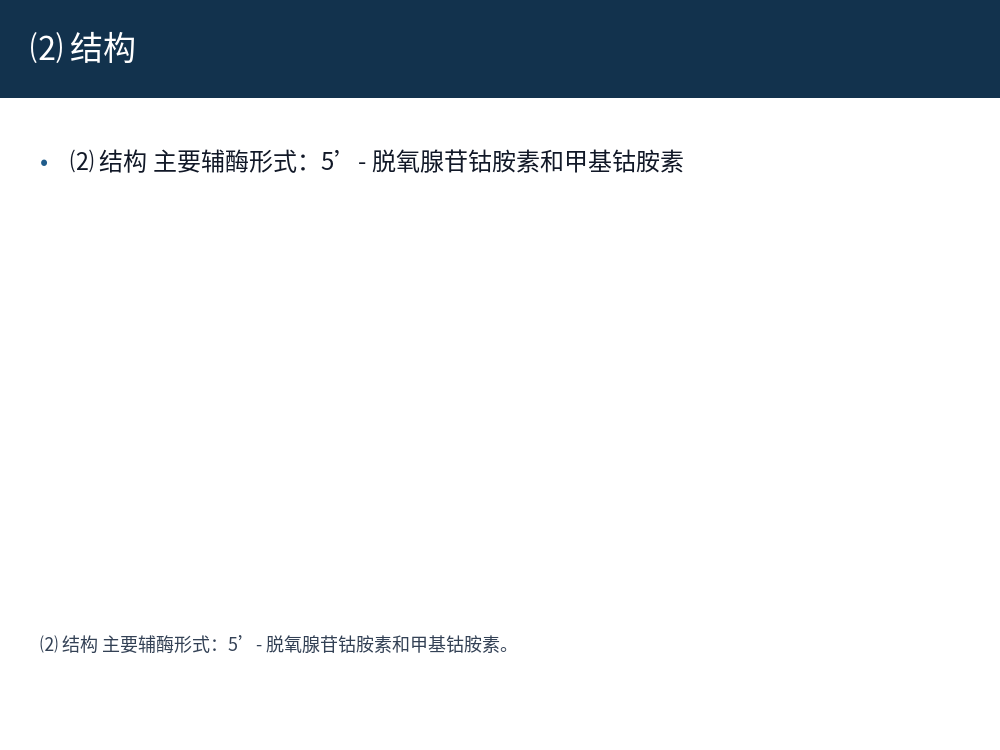 ⑵ 结构
• ⑵ 结构 主要辅酶形式：5’ - 脱氧腺苷钴胺素和甲基钴胺素
⑵ 结构 主要辅酶形式：5’ - 脱氧腺苷钴胺素和甲基钴胺素。